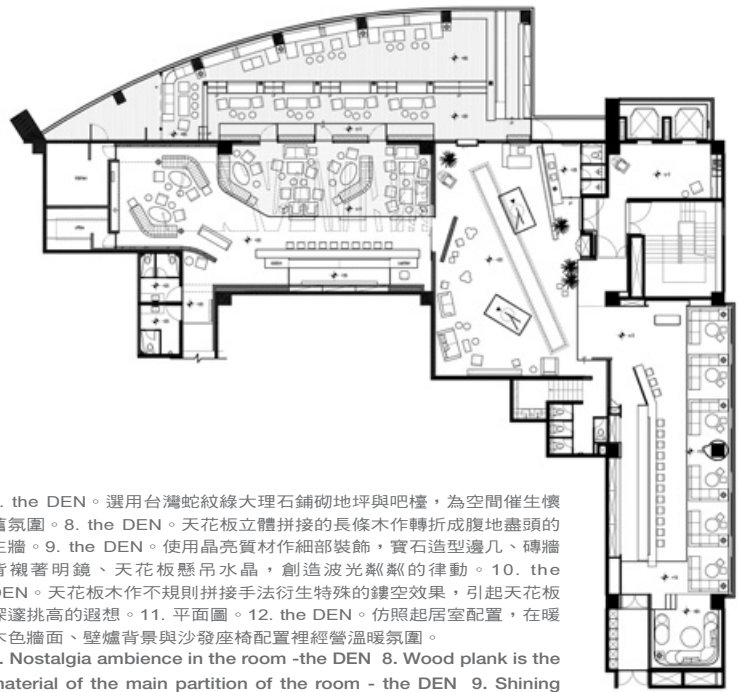 . the DEN。選用台灣蛇紋綠大理石鋪砌地坪與吧檯，為空間催生懷
舊氛圍。8. the DEN。天花板立體拼接的長條木作轉折成腹地盡頭的
主牆。9. the DEN。使用晶亮質材作細部裝飾，寶石造型邊几、磚牆
背襯著明鏡、天花板懸吊水晶，創造波光粼粼的律動。10. the
DEN。天花板木作不規則拼接手法衍生特殊的鏤空效果，引起天花板
深邃挑高的遐想。11. 平面圖。12. the DEN。仿照起居室配置，在暖
木色牆面、壁爐背景與沙發座椅配置裡經營溫暖氛圍。
. Nostalgia ambience in the room -the DEN 8. Wood plank is the
material of the main partition of the room - the DEN 9. Shining